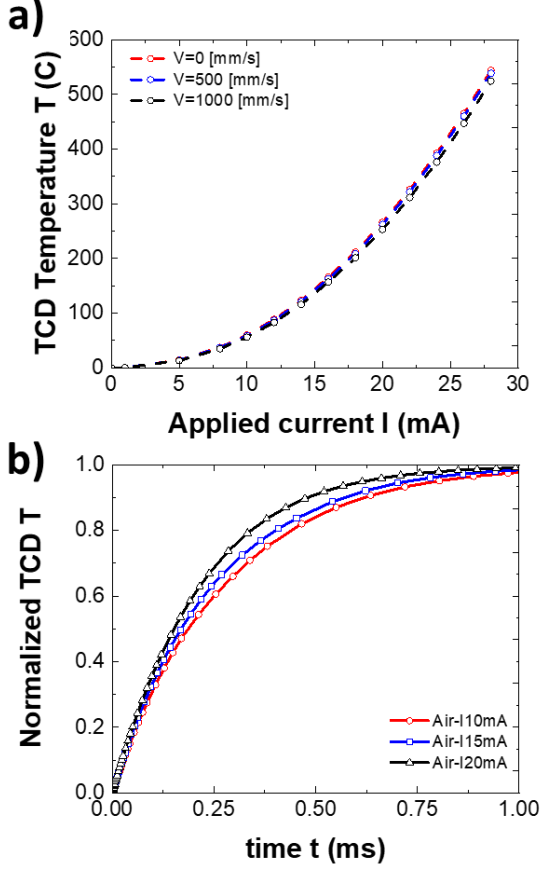 a)
600
500
400
300
200
100
0
TCD Temperature T (C)
V=0 [mm/s]
V=500 [mm/s]
V=1000 [mm/s]
0 5 10 15 20 25 30
Applied current I (mA)
b)
1.0
0.8
0.6
0.4
0.2
0.0
Normalized TCD T
Air-I10mA
Air-I15mA
Air-I20mA
0.00 0.25 0.50 0.75 1.00
time t (ms)